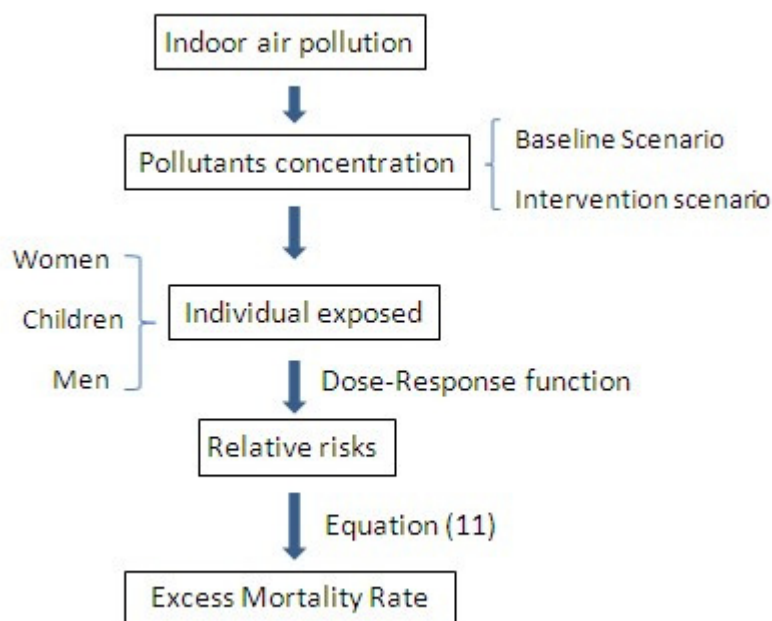 Indoor air pollution
Pollutants concentration
Baseline Scenario
Intervention scenario
Women
Children
Men
Individual exposed
Dose-Response function
Relative risks
Equation (11)
Excess Mortality Rate